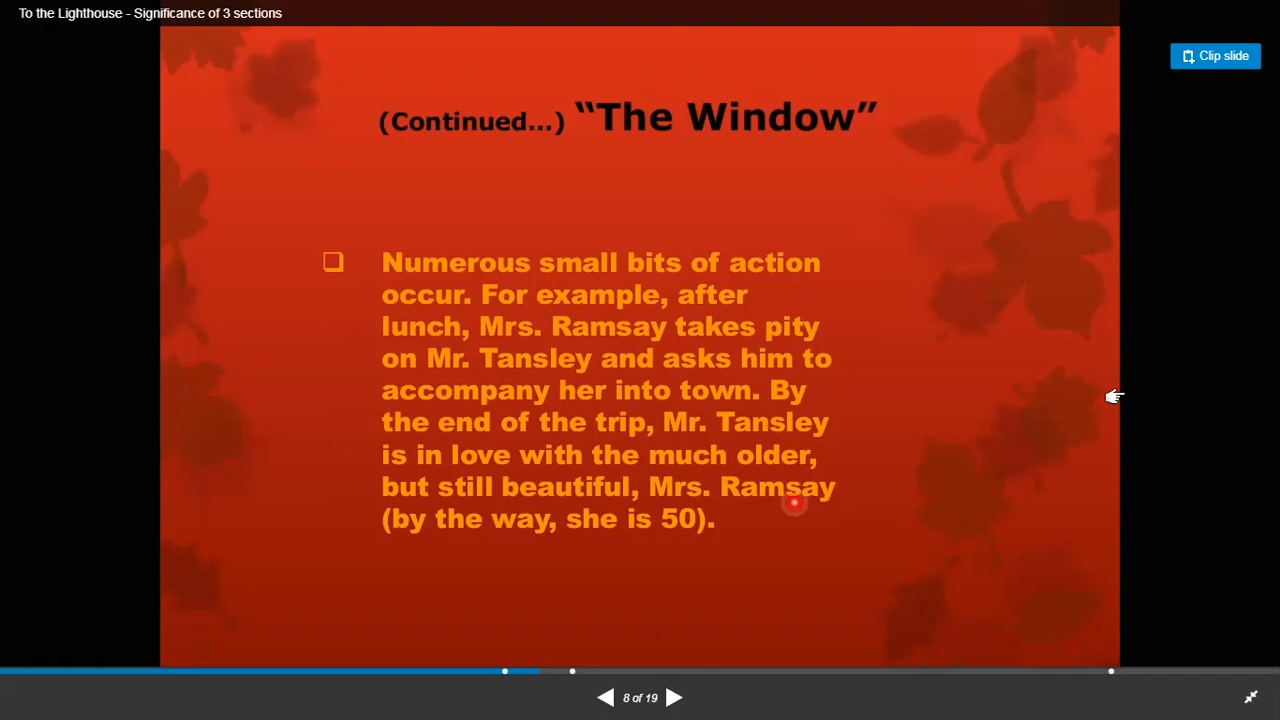 To the Lighthouse - Significance of 3 sections
Clip slide
(Continued...) “The Window”
Numerous small bits of action
occur. For example, after
lunch, Mrs. Ramsay takes pity
on Mr. Tansley and asks him to
accompany her into town. By
the end of the trip, Mr. Tansley
is in love with the much older,
but still beautiful, Mrs. Ramsay
(by the way, she is 50).
8 of 19